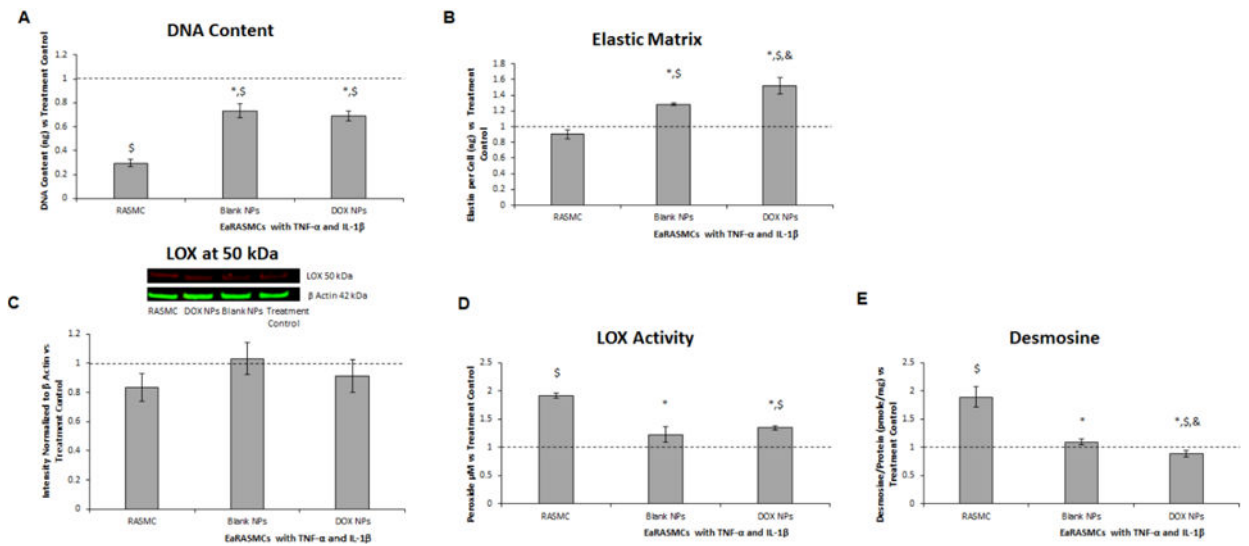 A
DNA Content
DNA Content (ng) vs Treatment Control
1.2
1
0.8
0.6
0.4
0.2
0
$
*,$
*,$
RASMC
Blank NPs
DOX NPs
EaRASMCs with TNF-α and IL-1β
B
Elastic Matrix
Elastin per Cell (ng) vs Treatment
Control
1.8
1.6
1.4
1.2
1
0.8
0.6
0.4
0.2
0
*,$
*,$,&
RASMC
Blank NPs
DOX NPs
EaRASMCs with TNF-α and IL-1β
LOX at 50 kDa
LOX 50 kDa
β Actin 42 kDa
RASMC
DOX NPs
Blank NPs
Treatment
Control
C
Intensity Normalized to β Actin vs
Treatment Control
1.2
1
0.8
0.6
0.4
0.2
0
RASMC
Blank NPs
DOX NPs
EaRASMCs with TNF-α and IL-1β
D
LOX Activity
Peroxide μM vs Treatment Control
2.5
2
1.5
1
0.5
0
$
*
*,$
RASMC
Blank NPs
DOX NPs
EaRASMCs with TNF-α and IL-1β
E
Desmosine
Desmosine/Protein (pmole/mg) vs
Treatment Control
2.5
2
1.5
1
0.5
0
$
*
*,$,&
RASMC
Blank NPs
DOX NPs
EaRASMCs with TNF-α and IL-1β